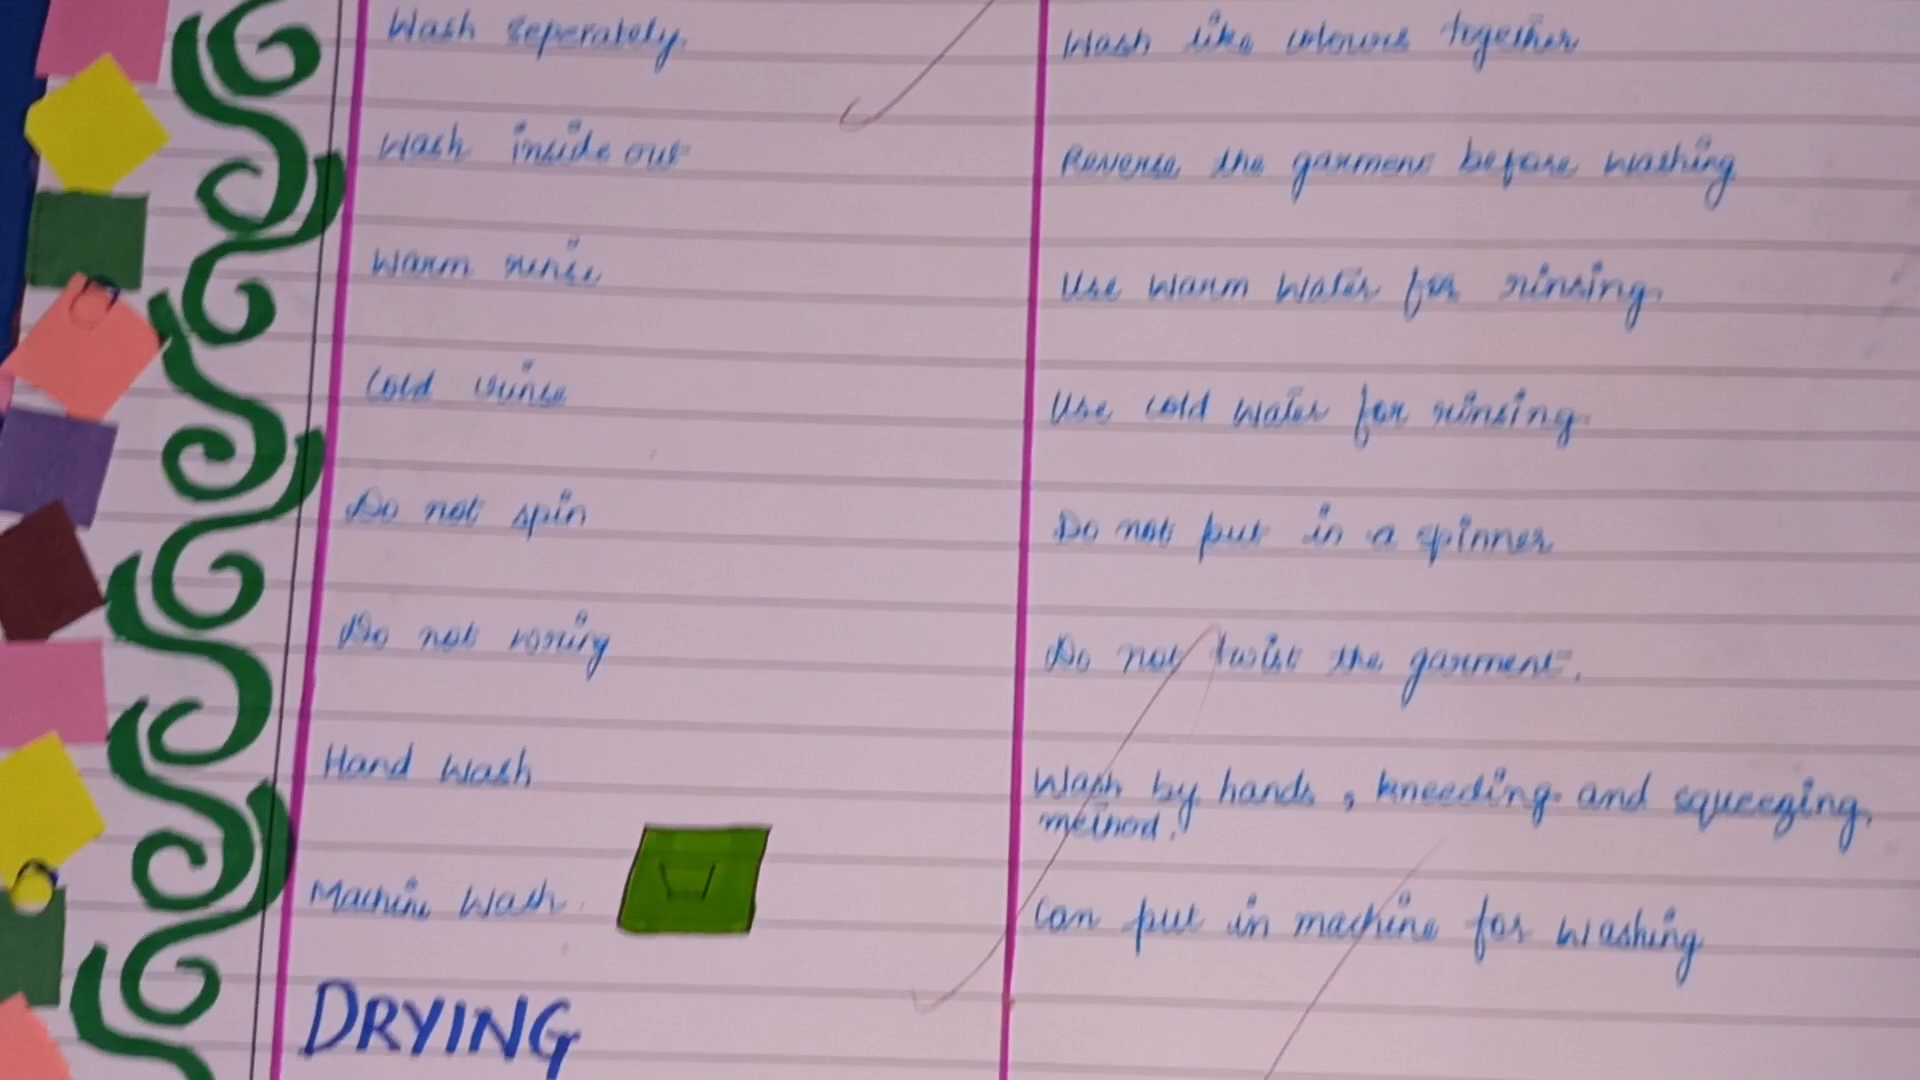 Wash seperately.
Wash like colours together
Wash inside out
Reverse the garment before washing
Warm rinse
Use warm water for rinsing.
Cold rinse
Use cold water for rinsing.
Do not spin
Do not put in a spinner
Do not wring
Do not twist the garment.
Hand Wash
Wash by hands, kneeding and squeezing,
method.
Machine Wash
Can put in machine for washing
DRYING